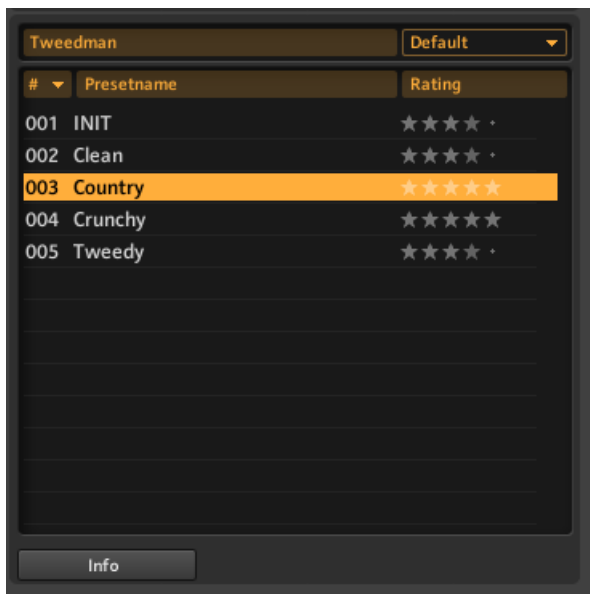 Tweedman Default
# Presetname Rating
001 INIT
002 Clean
003 Country
004 Crunchy
005 Tweedy
Info